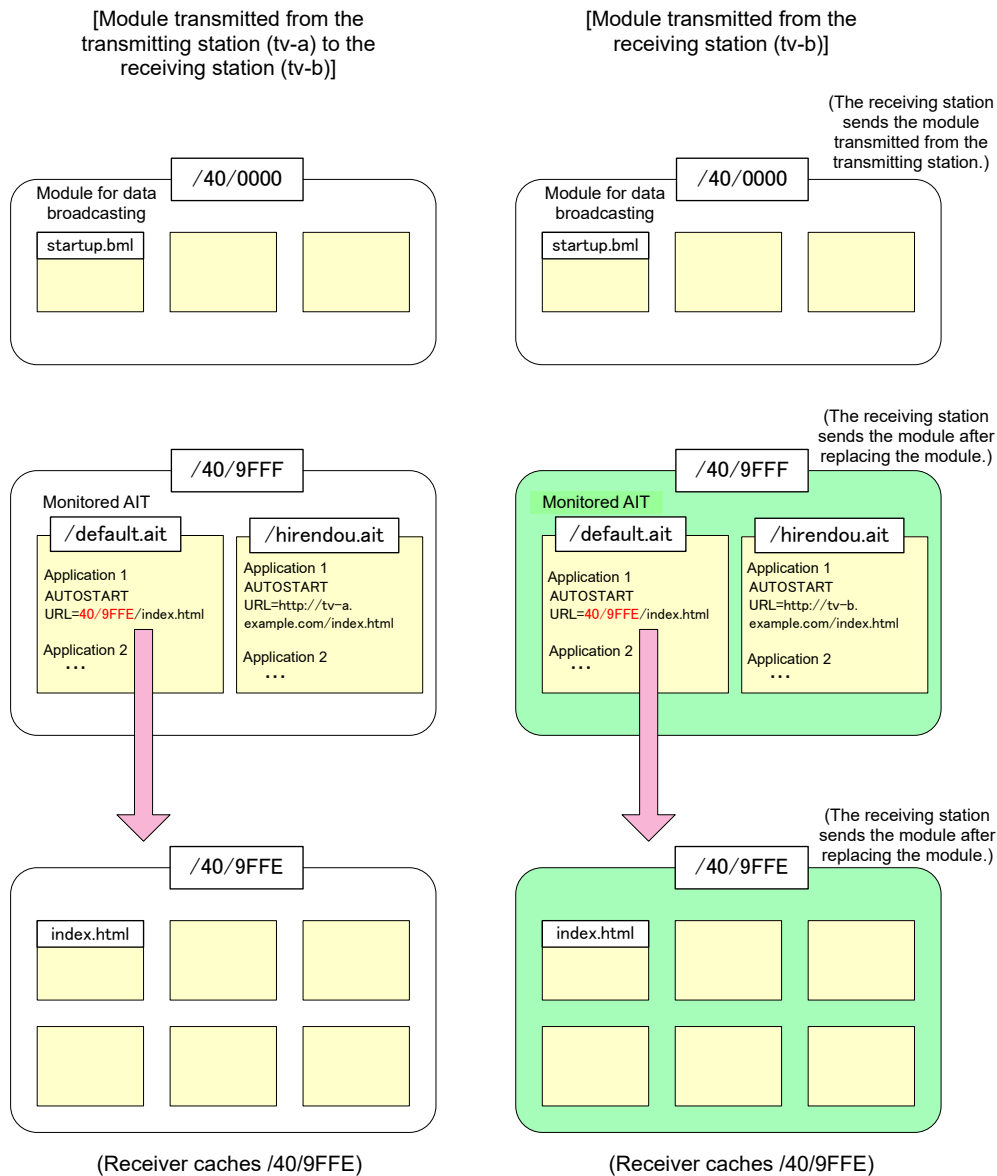 [Module transmitted from the
transmitting station (tv-a) to the
receiving station (tv-b)]
/40/0000
Module for data
broadcasting
startup.bml
/40/9FFF
Monitored AIT
/default.ait
Application 1
AUTOSTART
URL=40/9FFE/index.html
Application 2
...
/hirendou.ait
Application 1
AUTOSTART
URL=http://tv-a.
example.com/index.html
Application 2
...
/40/9FFE
index.html
(Receiver caches /40/9FFE)
[Module transmitted from the
receiving station (tv-b)]
(The receiving station
sends the module
transmitted from the
transmitting station.)
/40/0000
Module for data
broadcasting
startup.bml
(The receiving station
sends the module after
replacing the module.)
/40/9FFF
Monitored AIT
/default.ait
Application 1
AUTOSTART
URL=40/9FFE/index.html
Application 2
...
/hirendou.ait
Application 1
AUTOSTART
URL=http://tv-b.
example.com/index.html
Application 2
...
(The receiving station
sends the module after
replacing the module.)
/40/9FFE
index.html
(Receiver caches /40/9FFE)